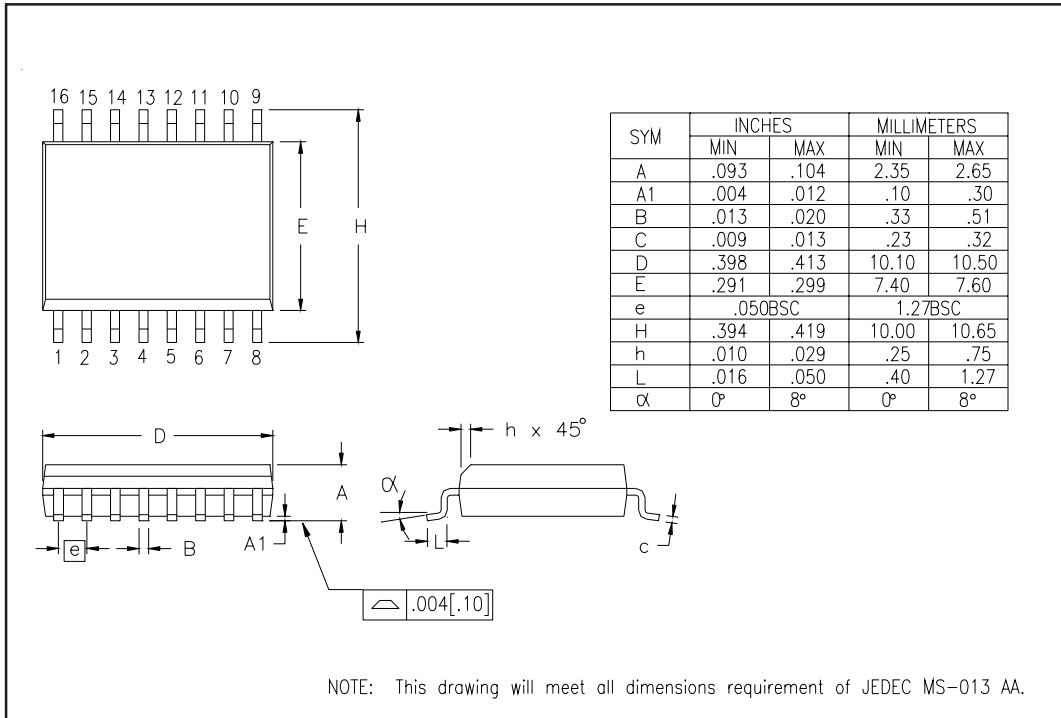 16 15 14 13 12 11 10 9
E
H
1 2 3 4 5 6 7 8
SYM INCHES MILLIMETERS
MIN MAX MIN MAX
A .093 .104 2.35 2.65
A1 .004 .012 .10 .30
B .013 .020 .33 .51
C .009 .013 .23 .32
D .398 .413 10.10 10.50
E .291 .299 7.40 7.60
e .050BSC 1.27BSC
H .394 .419 10.00 10.65
h .010 .029 .25 .75
L .016 .050 .40 1.27
α 0° 8° 0° 8°
D
h x 45°
A
α
e
B
A1
L
c
.004[.10]
NOTE: This drawing will meet all dimensions requirement of JEDEC MS-013 AA.